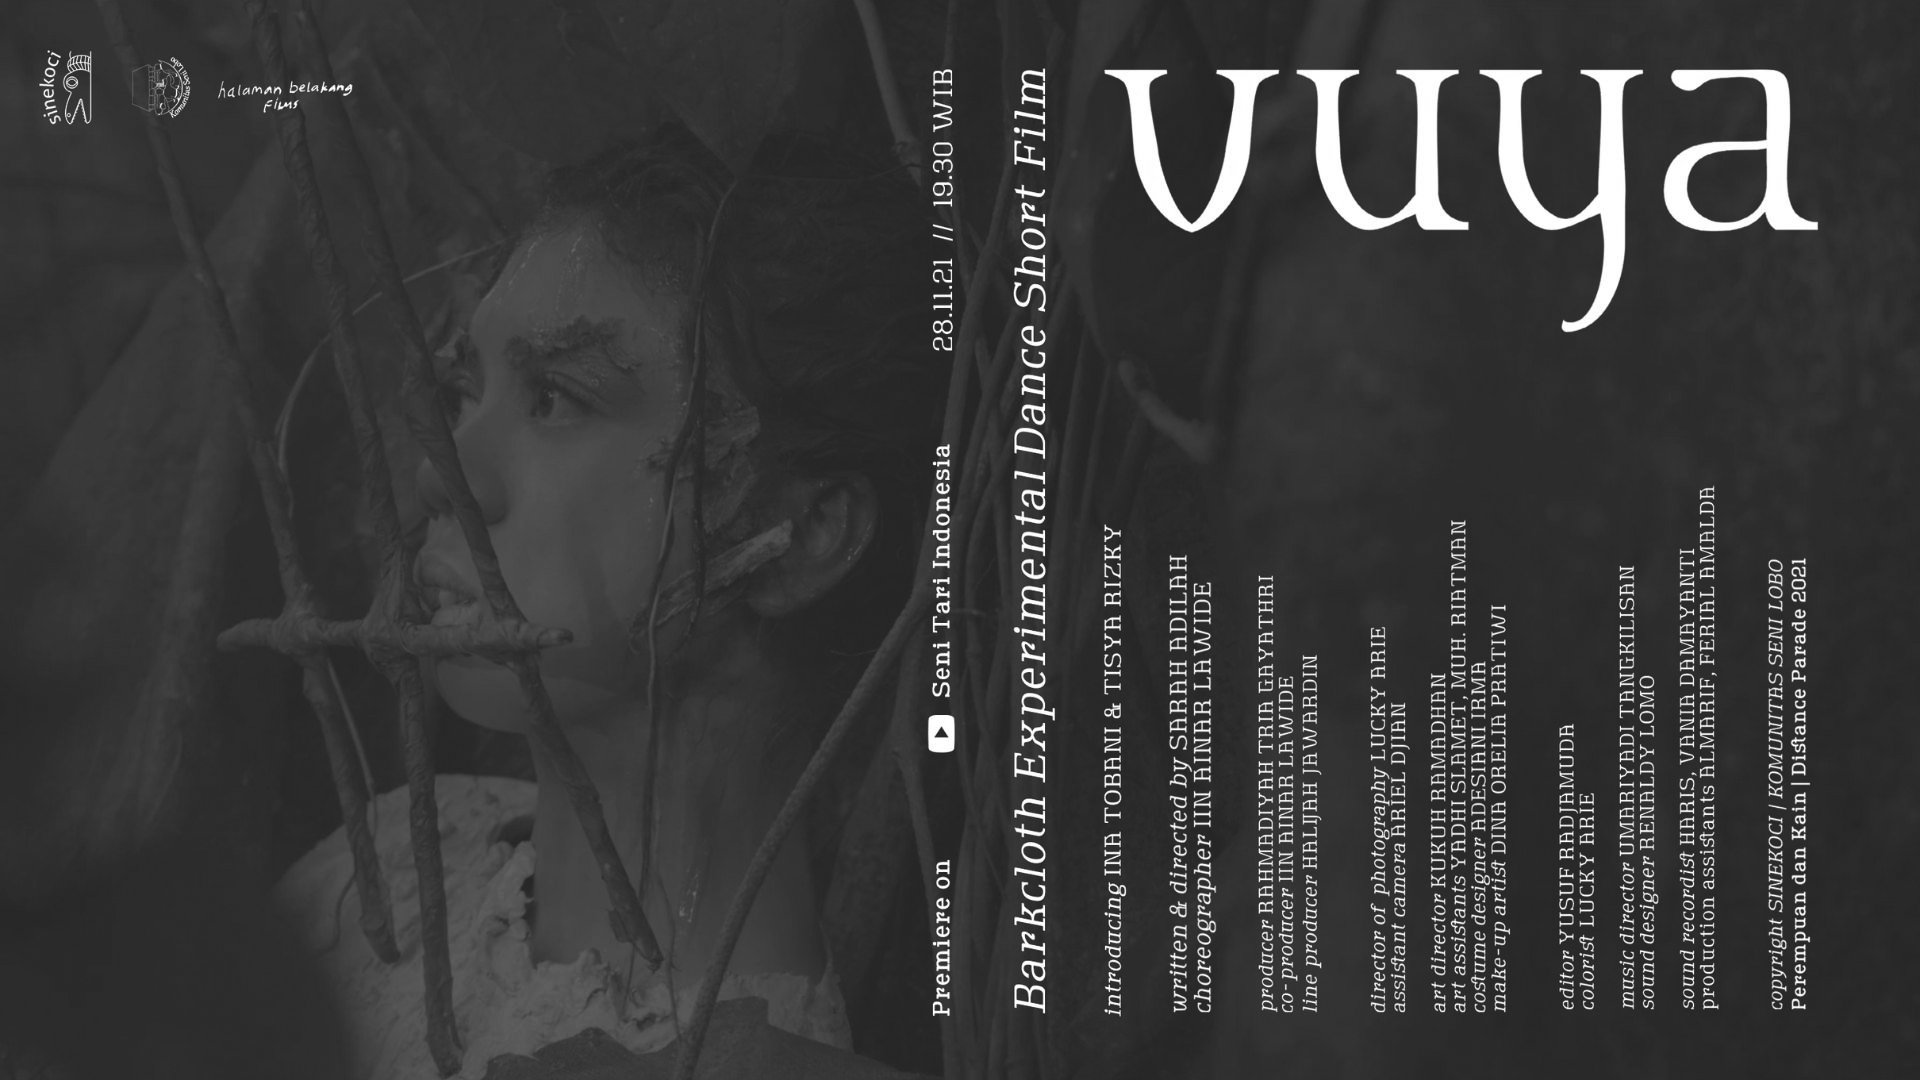 sinekoci
Komunitas Seni Lobo
halaman belakang
films
vuya
Premiere on Seni Tari Indonesia 28.11.21 // 19.30 WIB
Barkcloth Experimental Dance Short Film
introducing INA TOBANI & TISYA RIZKY
written & directed by SARAH ADILAH
choreographer IIN AINAR LAWIDE
producer RAHMADIYAH TRIA GAYATHRI
co-producer IIN AINAR LAWIDE
line producer HALIJAH JAWARDIN
director of photography LUCKY ARIE
assistant camera ARIEL DJIAN
art director KUKUH RAMADHAN
art assistants YADHI SLAMET, MUH. RIATMAN
costume designer ADESIANI IRMA
make-up artist DINA ORELIA PRATIWI
editor YUSUF RADJAMUDA
colorist LUCKY ARIE
music director UMARIYADI TANGKILISAN
sound designer RENALDY LOMO
sound recordist HARIS, VANIA DAMAYANTI
production assistants ALMARIF, FERIAL AMALDA
copyright SINEKOCI | KOMUNITAS SENI LOBO
Perempuan dan Kain | Distance Parade 2021